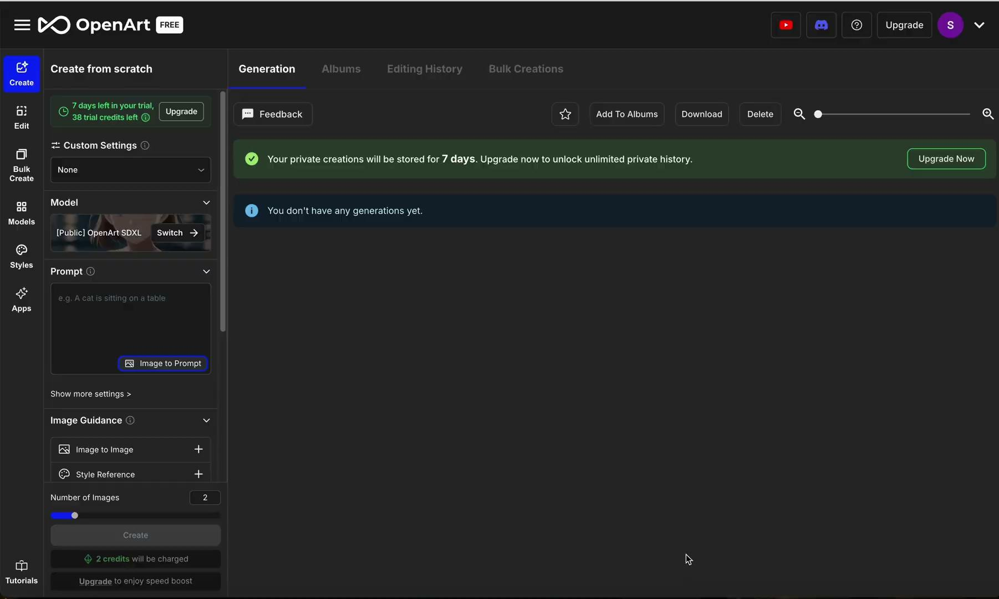 OpenArt FREE
Upgrade
S
Create
Edit
Bulk
Create
Models
Styles
Apps
Tutorials
Create from scratch
7 days left in your trial,
38 trial credits left
Upgrade
Custom Settings
None
Model
[Public] OpenArt SDXL
Switch
Prompt
e.g. A cat is sitting on a table
Image to Prompt
Show more settings >
Image Guidance
Image to Image
Style Reference
Number of Images
2
Create
2 credits will be charged
Upgrade to enjoy speed boost
Generation
Albums
Editing History
Bulk Creations
Feedback
Add To Albums
Download
Delete
Your private creations will be stored for 7 days. Upgrade now to unlock unlimited private history.
Upgrade Now
You don't have any generations yet.